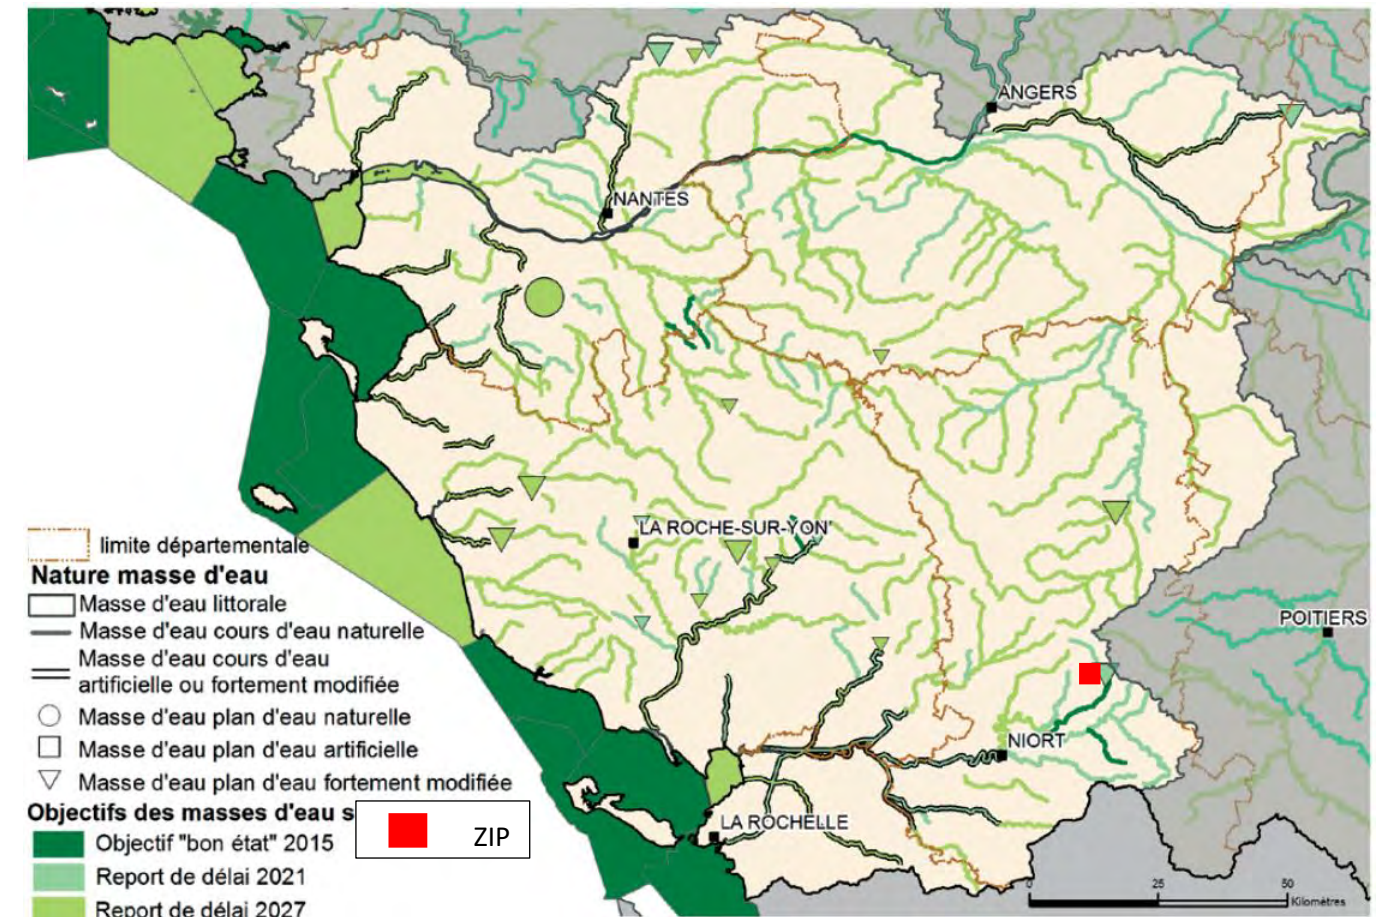 ANGERS
NANTES
LA ROCHE-SUR-YON
POITIERS
NIORT
LA ROCHELLE
limite départementale
Nature masse d'eau
Masse d'eau littorale
Masse d'eau cours d'eau naturelle
Masse d'eau cours d'eau
artificielle ou fortement modifiée
Masse d'eau plan d'eau naturelle
Masse d'eau plan d'eau artificielle
Masse d'eau plan d'eau fortement modifiée
Objectifs des masses d'eau s
ZIP
Objectif "bon état" 2015
Report de délai 2021
Report de délai 2027
0 25 50
Kilomètres